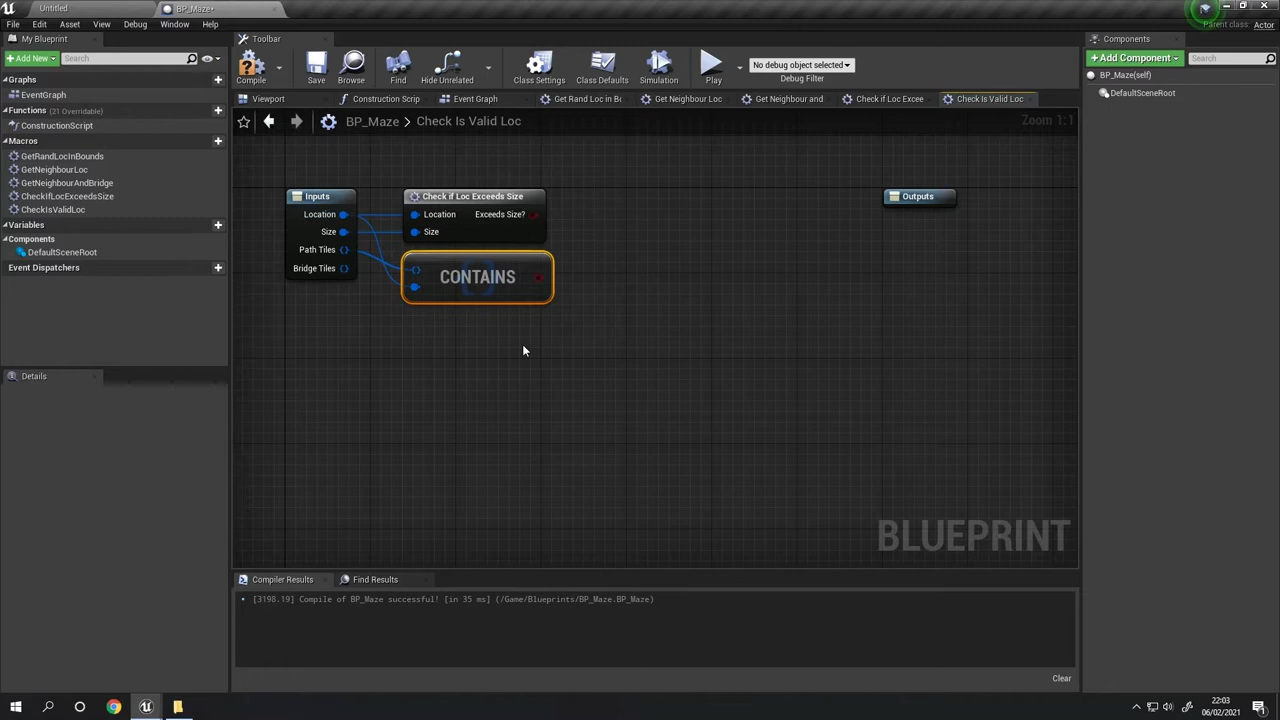 Untitled
BP_Maze*
File Edit Asset View Debug Window Help
Parent class: Actor
My Blueprint
Toolbar
Components
Add New
Search
Compile
Save
Browse
Find
Hide Unrelated
Class Settings
Class Defaults
Simulation
Play
No debug object selected
Debug Filter
Add Component
Search
BP_Maze(self)
DefaultSceneRoot
Graphs
EventGraph
Functions (21 Overridable)
ConstructionScript
Macros
GetRandLocInBounds
GetNeighbourLoc
GetNeighbourAndBridge
CheckIfLocExceedsSize
CheckIsValidLoc
Variables
Components
DefaultSceneRoot
Event Dispatchers
Details
Viewport
Construction Scrip
Event Graph
Get Rand Loc in Bc
Get Neighbour Loc
Get Neighbour and
Check if Loc Excee
Check Is Valid Loc
BP_Maze > Check Is Valid Loc
Zoom 1:1
Inputs
Location
Size
Path Tiles
Bridge Tiles
Check if Loc Exceeds Size
Location Exceeds Size?
Size
CONTAINS
Outputs
BLUEPRINT
Compiler Results
Find Results
[3198.19] Compile of BP_Maze successful! [in 35 ms] (/Game/Blueprints/BP_Maze.BP_Maze)
Clear
22:03
06/02/2021